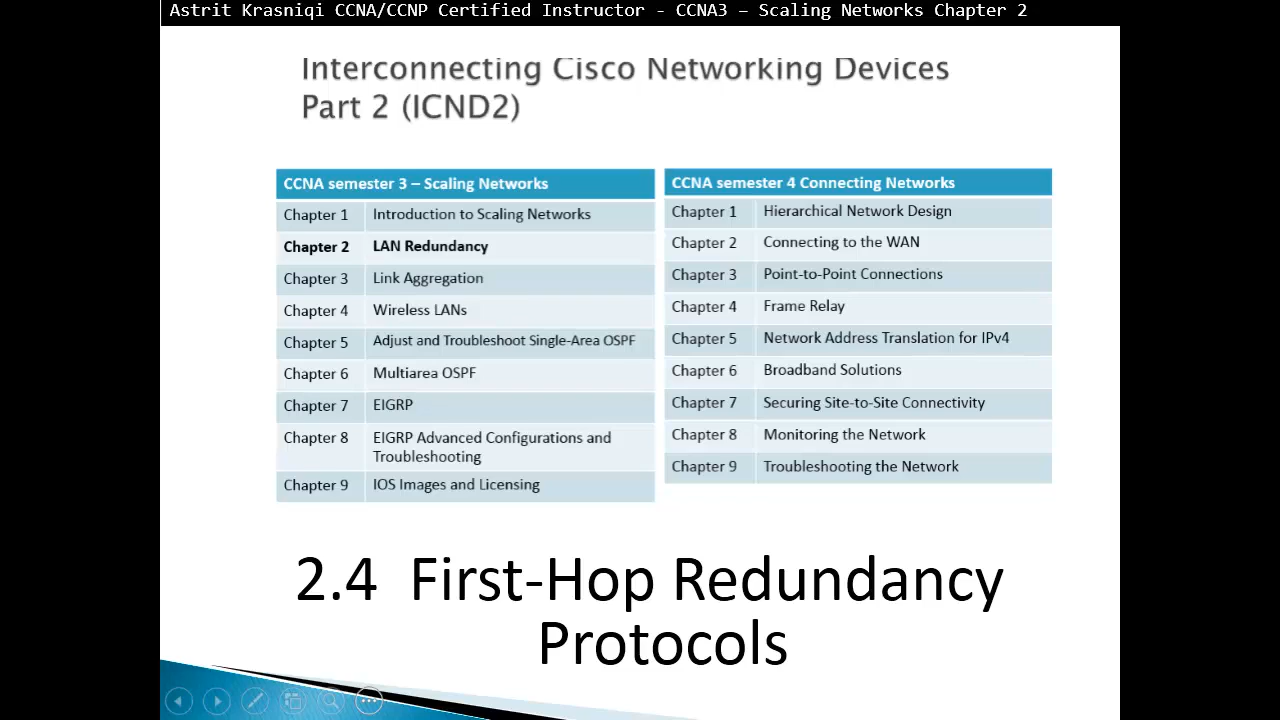 Astrit Krasniqi CCNA/CCNP Certified Instructor - CCNA3 – Scaling Networks Chapter 2
Interconnecting Cisco Networking Devices
Part 2 (ICND2)
CCNA semester 3 – Scaling Networks
Chapter 1 Introduction to Scaling Networks
Chapter 2 LAN Redundancy
Chapter 3 Link Aggregation
Chapter 4 Wireless LANs
Chapter 5 Adjust and Troubleshoot Single-Area OSPF
Chapter 6 Multiarea OSPF
Chapter 7 EIGRP
Chapter 8 EIGRP Advanced Configurations and
Troubleshooting
Chapter 9 IOS Images and Licensing
CCNA semester 4 Connecting Networks
Chapter 1 Hierarchical Network Design
Chapter 2 Connecting to the WAN
Chapter 3 Point-to-Point Connections
Chapter 4 Frame Relay
Chapter 5 Network Address Translation for IPv4
Chapter 6 Broadband Solutions
Chapter 7 Securing Site-to-Site Connectivity
Chapter 8 Monitoring the Network
Chapter 9 Troubleshooting the Network
2.4 First-Hop Redundancy
Protocols